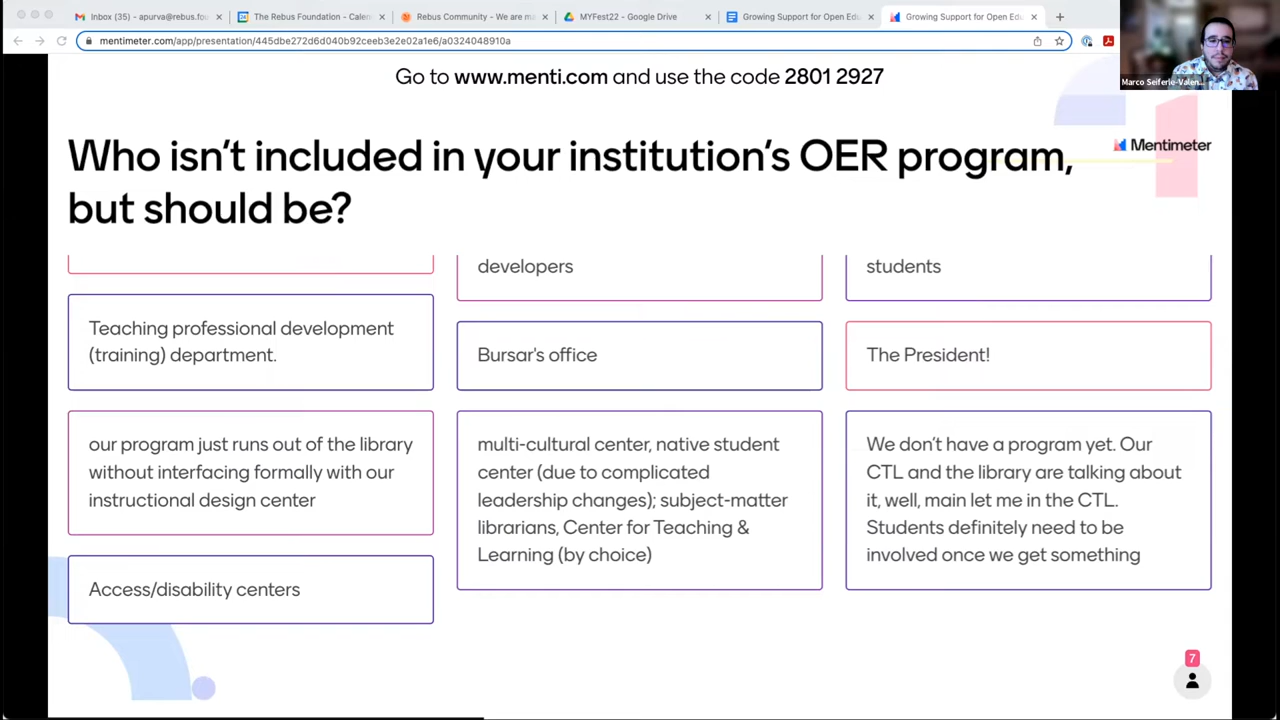 Inbox (35) - apurva@rebus.fou
The Rebus Foundation - Calen
Rebus Community - We are m
MYFest22 - Google Drive
Growing Support for Open Edu
Growing Support for Open Edu
mentimeter.com/app/presentation/445dbe272d6d040b92ceeb3e2e02a1e6/a0324048910a
Marco Seiferle-Valen...
Go to www.menti.com and use the code 2801 2927
Who isn't included in your institution's OER program,
but should be?
Mentimeter
developers
students
Teaching professional development
(training) department.
Bursar's office
The President!
our program just runs out of the library
without interfacing formally with our
instructional design center
multi-cultural center, native student
center (due to complicated
leadership changes); subject-matter
librarians, Center for Teaching &
Learning (by choice)
We don't have a program yet. Our
CTL and the library are talking about
it, well, main let me in the CTL.
Students definitely need to be
involved once we get something
Access/disability centers
7